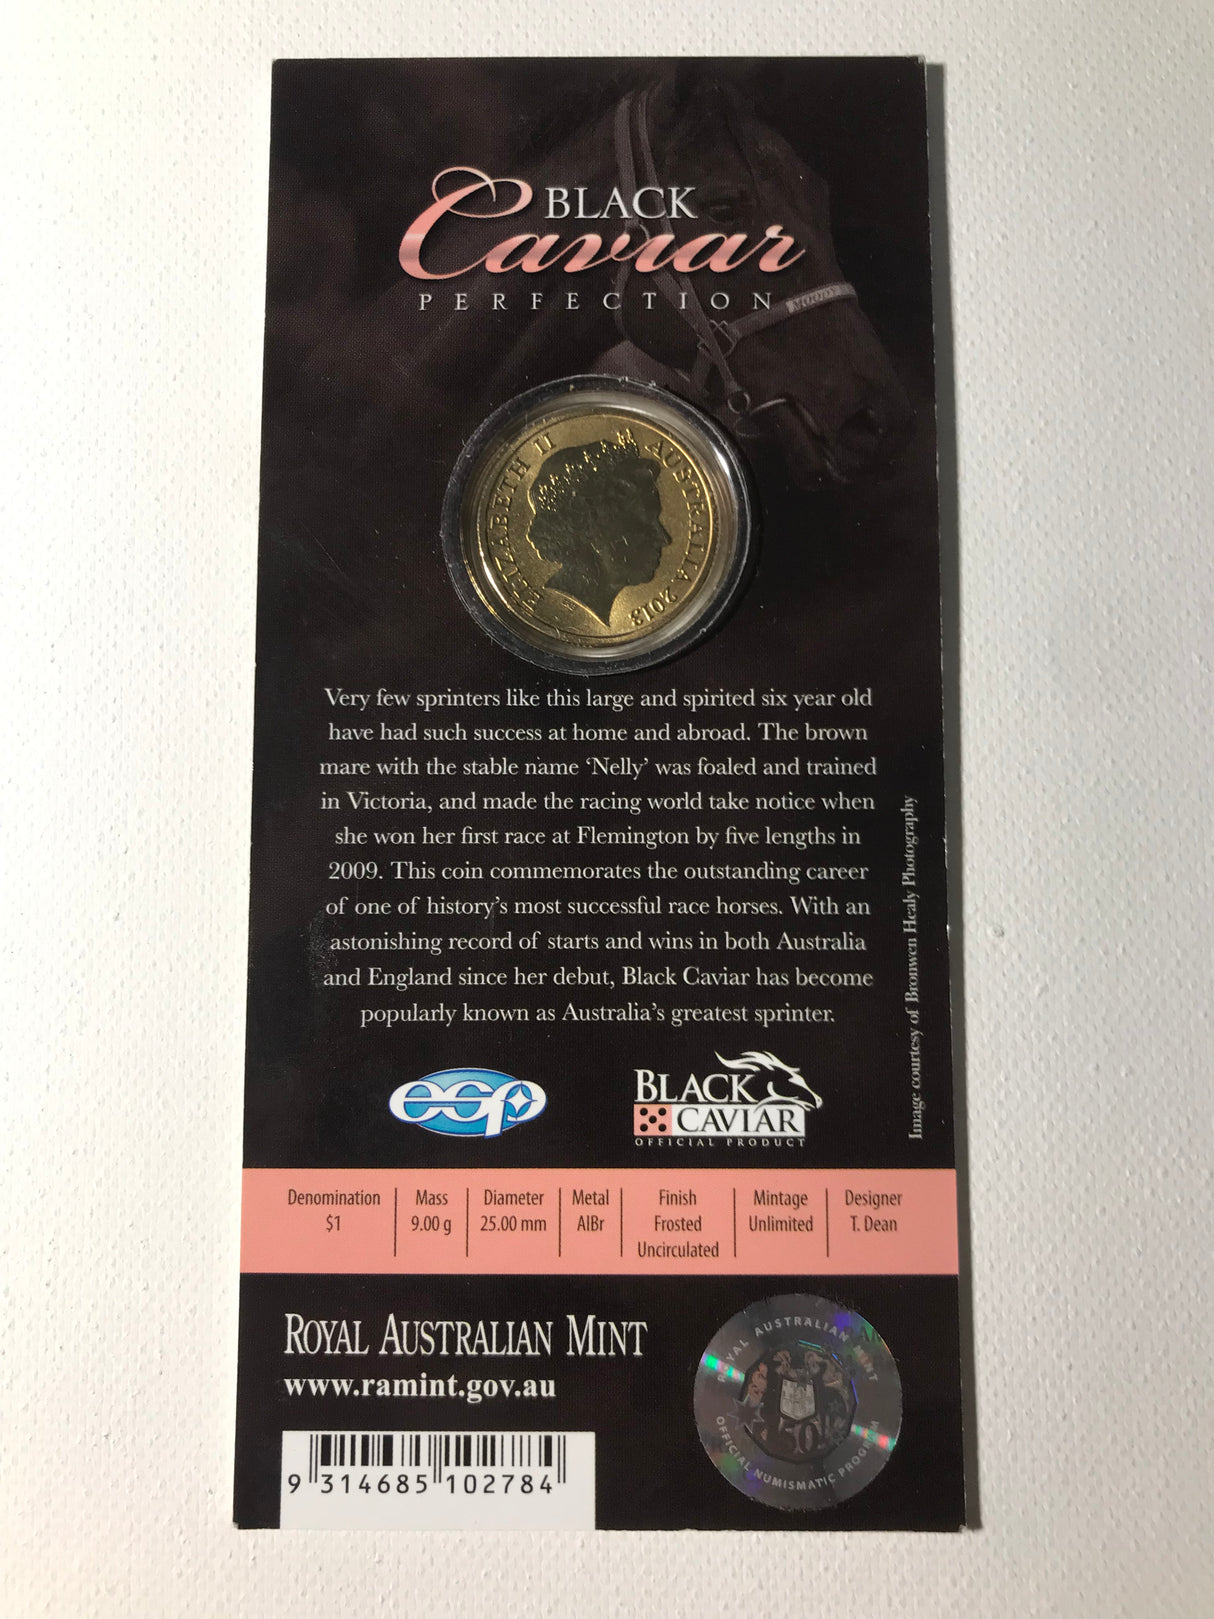 BLACK
Caviar
PERFECTION
MOODY
ELIZABETH II
AUSTRALIA 2013
Very few sprinters like this large and spirited six year old
have had such success at home and abroad. The brown
mare with the stable name ‘Nelly’ was foaled and trained
in Victoria, and made the racing world take notice when
she won her first race at Flemington by five lengths in
2009. This coin commemorates the outstanding career
of one of history’s most successful race horses. With an
astonishing record of starts and wins in both Australia
and England since her debut, Black Caviar has become
popularly known as Australia’s greatest sprinter.
Image courtesy of Bronwen Healy Photography
esp
BLACK
CAVIAR
OFFICIAL PRODUCT
Denomination Mass Diameter Metal Finish Mintage Designer
$1 9.00 g 25.00 mm AlBr Frosted Unlimited T. Dean
Uncirculated
ROYAL AUSTRALIAN MINT
www.ramint.gov.au
9 314685 102784
ROYAL AUSTRALIAN MINT
50
OFFICIAL NUMISMATIC PROGRAM